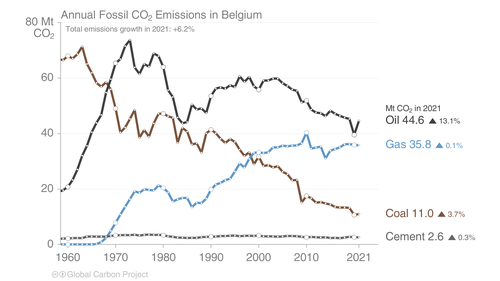 Annual Fossil CO₂ Emissions in Belgium
80 Mt
CO₂
Total emissions growth in 2021: +6.2%
60
40
20
0
Mt CO₂ in 2021
Oil 44.6 ▲ 13.1%
Gas 35.8 ▲ 0.1%
Coal 11.0 ▲ 3.7%
Cement 2.6 ▲ 0.3%
1960 1970 1980 1990 2000 2010 2021
Global Carbon Project